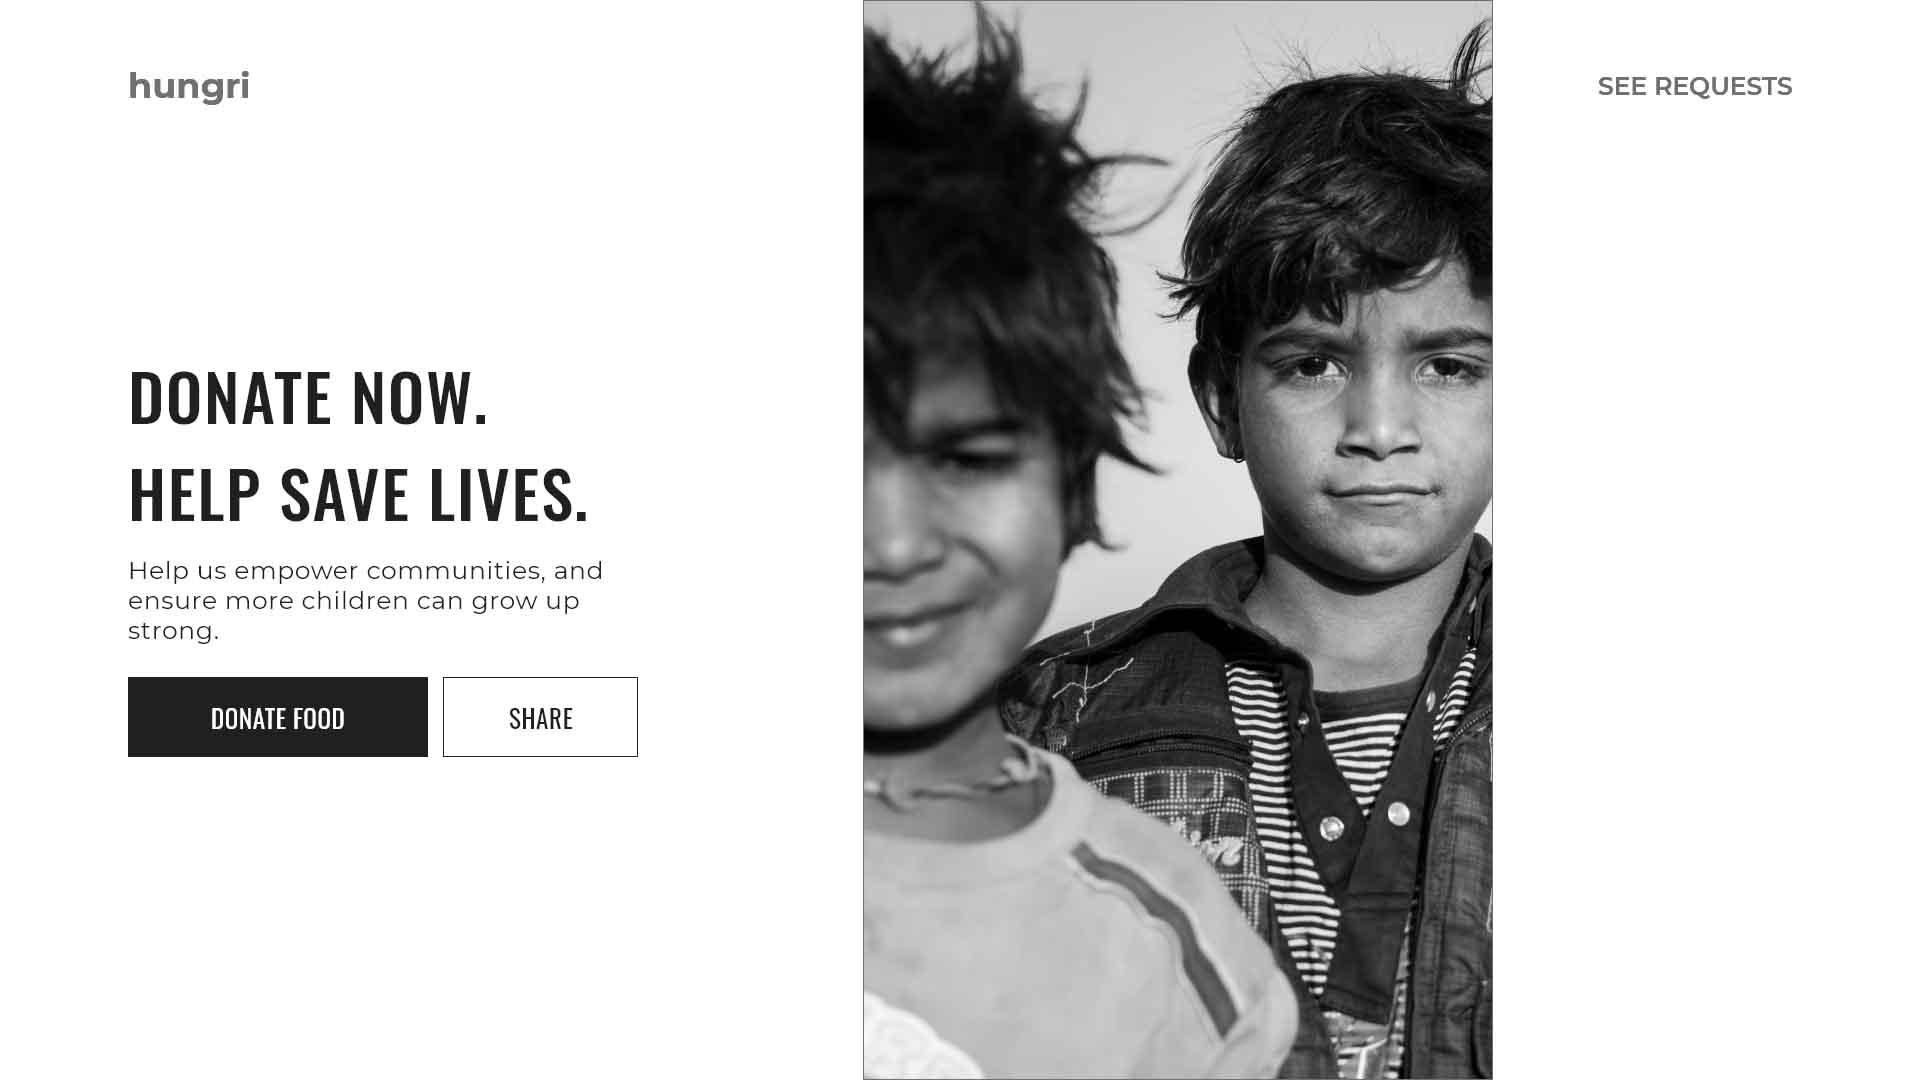 hungri
SEE REQUESTS
DONATE NOW.
HELP SAVE LIVES.
Help us empower communities, and
ensure more children can grow up
strong.
DONATE FOOD
SHARE